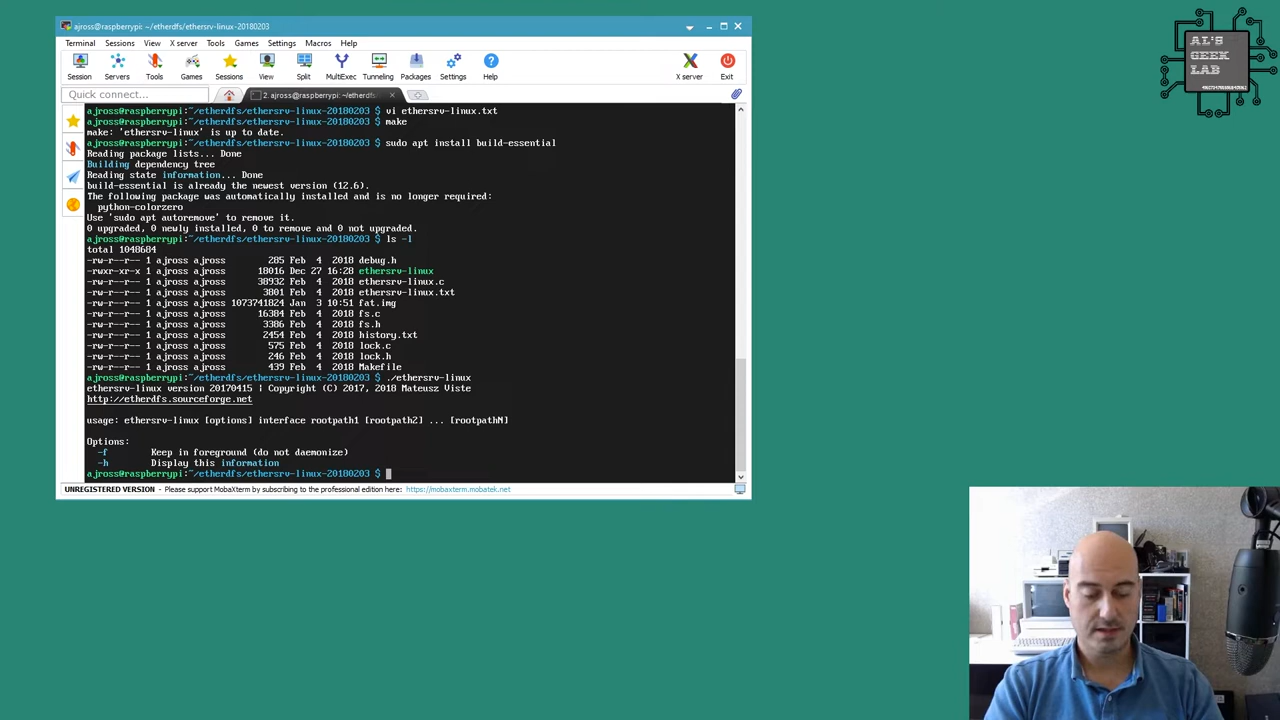 ajross@raspberrypi: ~/etherdfs/ethersrv-linux-20180203
Terminal Sessions View X server Tools Games Settings Macros Help
Session Servers Tools Games Sessions View Split MultiExec Tunneling Packages Settings Help X server Exit
Quick connect... 2. ajross@raspberrypi: ~/etherdfs
ajross@raspberrypi:~/etherdfs/ethersrv-linux-20180203 $ vi ethersrv-linux.txt
ajross@raspberrypi:~/etherdfs/ethersrv-linux-20180203 $ make
make: 'ethersrv-linux' is up to date.
ajross@raspberrypi:~/etherdfs/ethersrv-linux-20180203 $ sudo apt install build-essential
Reading package lists... Done
Building dependency tree
Reading state information... Done
build-essential is already the newest version (12.6).
The following package was automatically installed and is no longer required:
python-colorzero
Use 'sudo apt autoremove' to remove it.
0 upgraded, 0 newly installed, 0 to remove and 0 not upgraded.
ajross@raspberrypi:~/etherdfs/ethersrv-linux-20180203 $ ls -l
total 1048684
-rw-r--r-- 1 ajross ajross 285 Feb 4 2018 debug.h
-rwxr-xr-x 1 ajross ajross 18016 Dec 27 16:28 ethersrv-linux
-rw-r--r-- 1 ajross ajross 38932 Feb 4 2018 ethersrv-linux.c
-rw-r--r-- 1 ajross ajross 3801 Feb 4 2018 ethersrv-linux.txt
-rw-r--r-- 1 ajross ajross 1073741824 Jan 3 10:51 fat.img
-rw-r--r-- 1 ajross ajross 16384 Feb 4 2018 fs.c
-rw-r--r-- 1 ajross ajross 3386 Feb 4 2018 fs.h
-rw-r--r-- 1 ajross ajross 2454 Feb 4 2018 history.txt
-rw-r--r-- 1 ajross ajross 575 Feb 4 2018 lock.c
-rw-r--r-- 1 ajross ajross 246 Feb 4 2018 lock.h
-rw-r--r-- 1 ajross ajross 439 Feb 4 2018 Makefile
ajross@raspberrypi:~/etherdfs/ethersrv-linux-20180203 $ ./ethersrv-linux
ethersrv-linux version 20170415 | Copyright (C) 2017, 2018 Mateusz Viste
http://etherdfs.sourceforge.net
usage: ethersrv-linux [options] interface rootpath1 [rootpath2] ... [rootpathN]
Options:
-f Keep in foreground (do not daemonize)
-h Display this information
ajross@raspberrypi:~/etherdfs/ethersrv-linux-20180203 $
UNREGISTERED VERSION - Please support MobaXterm by subscribing to the professional edition here: https://mobaxterm.mobatek.net
AL'S
GEEK
LAB